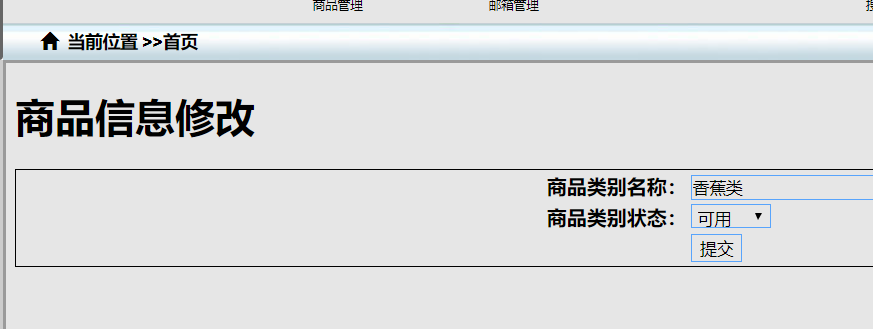 商品管理 邮箱管理
当前位置 >>首页
商品信息修改
商品类别名称： 香蕉类
商品类别状态： 可用
提交